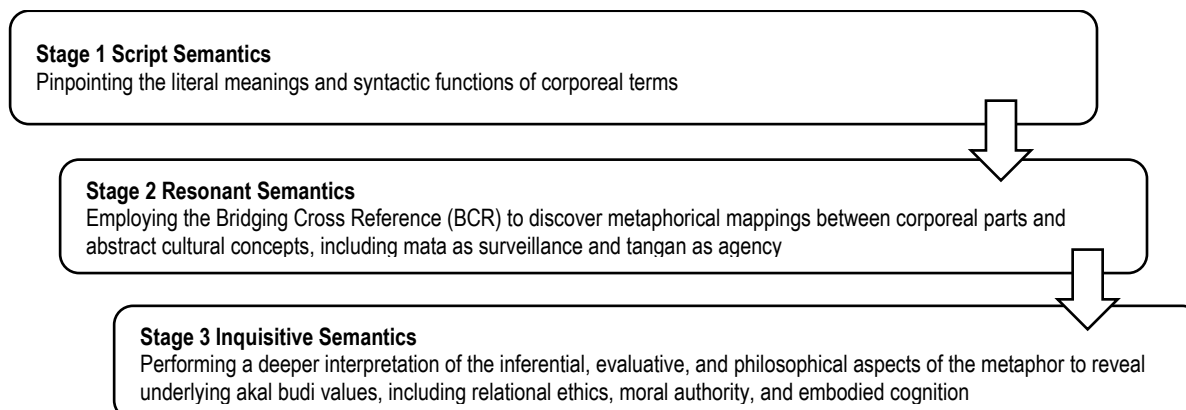 Stage 1 Script Semantics
Pinpointing the literal meanings and syntactic functions of corporeal terms
Stage 2 Resonant Semantics
Employing the Bridging Cross Reference (BCR) to discover metaphorical mappings between corporeal parts and
abstract cultural concepts, including mata as surveillance and tangan as agency
Stage 3 Inquisitive Semantics
Performing a deeper interpretation of the inferential, evaluative, and philosophical aspects of the metaphor to reveal
underlying akal budi values, including relational ethics, moral authority, and embodied cognition